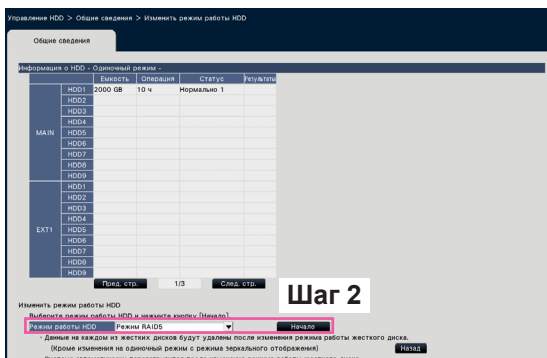 Управление HDD > Общие сведения > Изменить режим работы HDD
Общие сведения
Информация о HDD - Одиночный режим -
Емкость Операция Статус Результаты
MAIN
HDD1 2000 GB 10 ч Нормально 1
HDD2
HDD3
HDD4
HDD5
HDD6
HDD7
HDD8
HDD9
EXT1
HDD1
HDD2
HDD3
HDD4
HDD5
HDD6
HDD7
HDD8
HDD9
Пред. стр. 1/3 След. стр.
Шаг 2
Изменить режим работы HDD
Выберите режим работы HDD и нажмите кнопку [Начало]
Режим работы HDD Режим RAID5 Начало
- Данные на каждом из жестких дисков будут удалены после изменения режима работы жесткого диска.
(Кроме изменения на одиночный режим с режима зеркального отображения)
Назад